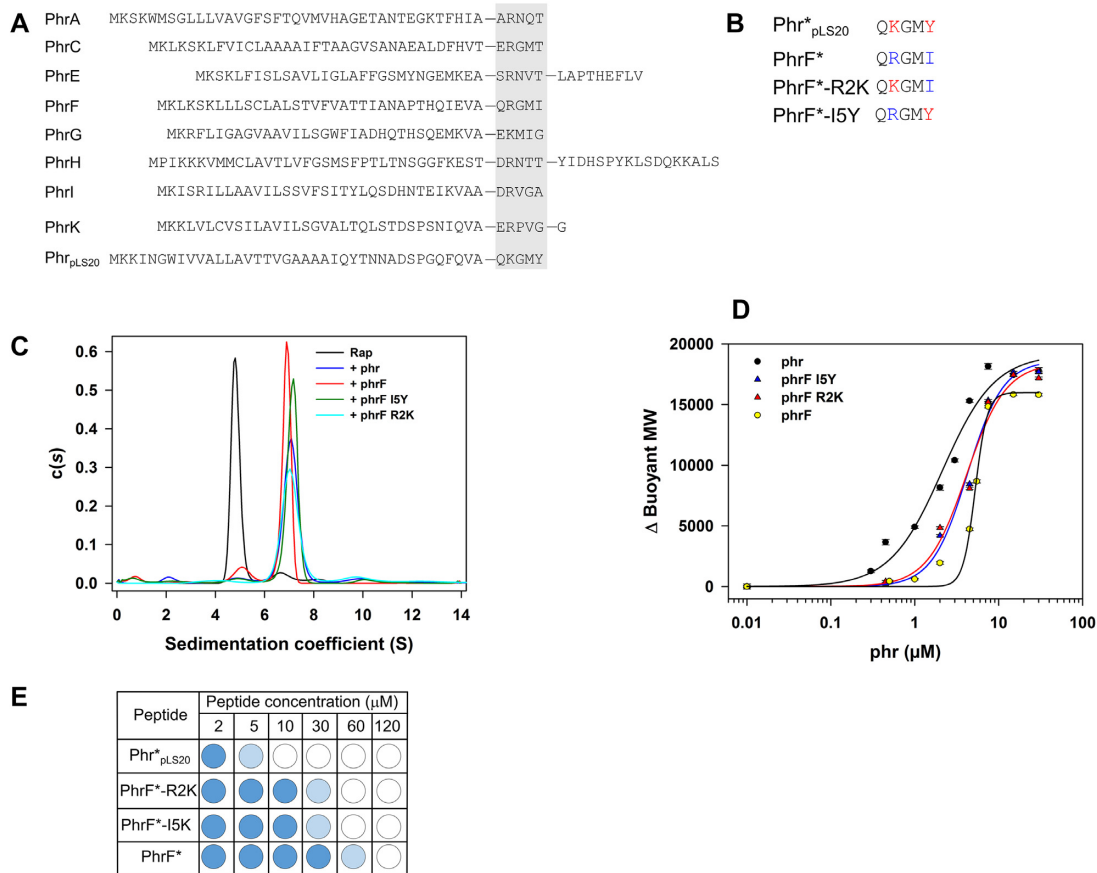 A
PhrA MKSKWMSGLLLVAVGFSFTQVMVHAGETANTEGKTFHIA—ARNQT
PhrC MKLKSKLFVICLAAAAIFTAAGVSANAEALDFHVT—ERGMT
PhrE MKSKLFISLSAVLIGLAFFGSMYNGEMKEA—SRNVT—LAPTHEFLV
PhrF MKLKSKLLLSCLALSTVFVATTIANAPTHQIEVA—QRGMI
PhrG MKRFLIGAGVAAVILSGWFIADHQTHSQEMKVA—EKMIG
PhrH MPIKKKVMMCLAVTLVFGSMSFPTLTNSGGFKEST—DRNTT—YIDHSPYKLSDQKKALS
PhrI MKISRILLAAVILSSVFSITYLQSDHNTEIKVAA—DRVGA
PhrK MKKLVLCVSILAVILSGVALTQLSTDSPSNIQVA—ERPVG—G
PhrpLS20 MKKINGWIVVALLAVTTVGAAAAIQYTNNADSPGQFQVA—QKGMY
B
Phr*pLS20 QKGMY
PhrF* QRGMI
PhrF*-R2K QKGMI
PhrF*-I5Y QRGMY
C
c(s)
0.6
0.5
0.4
0.3
0.2
0.1
0.0
0 2 4 6 8 10 12 14
Sedimentation coefficient (S)
Rap
+ phr
+ phrF
+ phrF I5Y
+ phrF R2K
D
Δ Buoyant MW
20000
15000
10000
5000
0
0.01 0.1 1 10 100
phr (μM)
phr
phrF I5Y
phrF R2K
phrF
E
Peptide Peptide concentration (μM)
2 5 10 30 60 120
Phr*pLS20
PhrF*-R2K
PhrF*-I5K
PhrF*